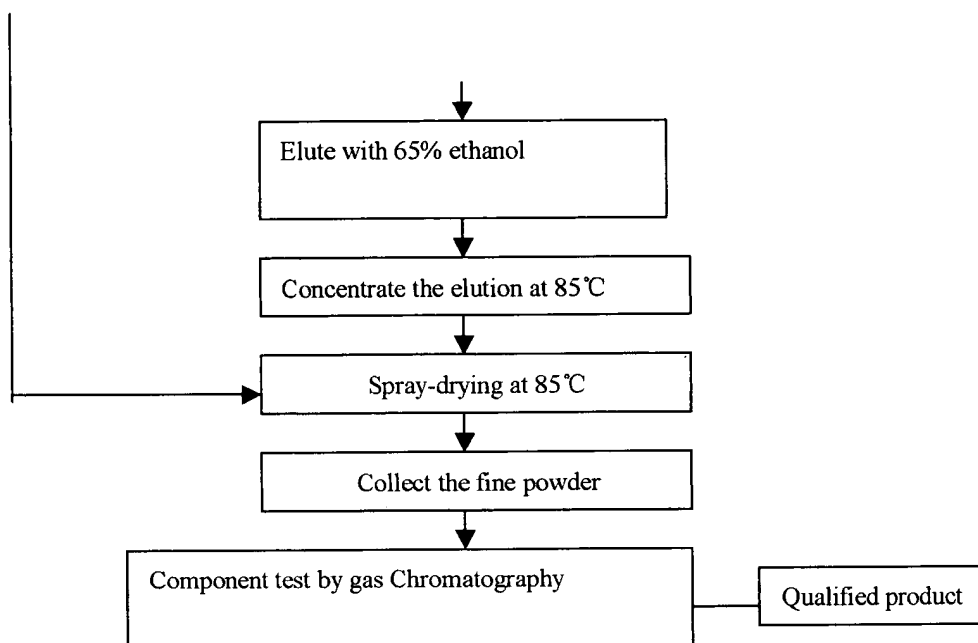 Elute with 65% ethanol
Concentrate the elution at 85℃
Spray-drying at 85℃
Collect the fine powder
Component test by gas Chromatography
Qualified product